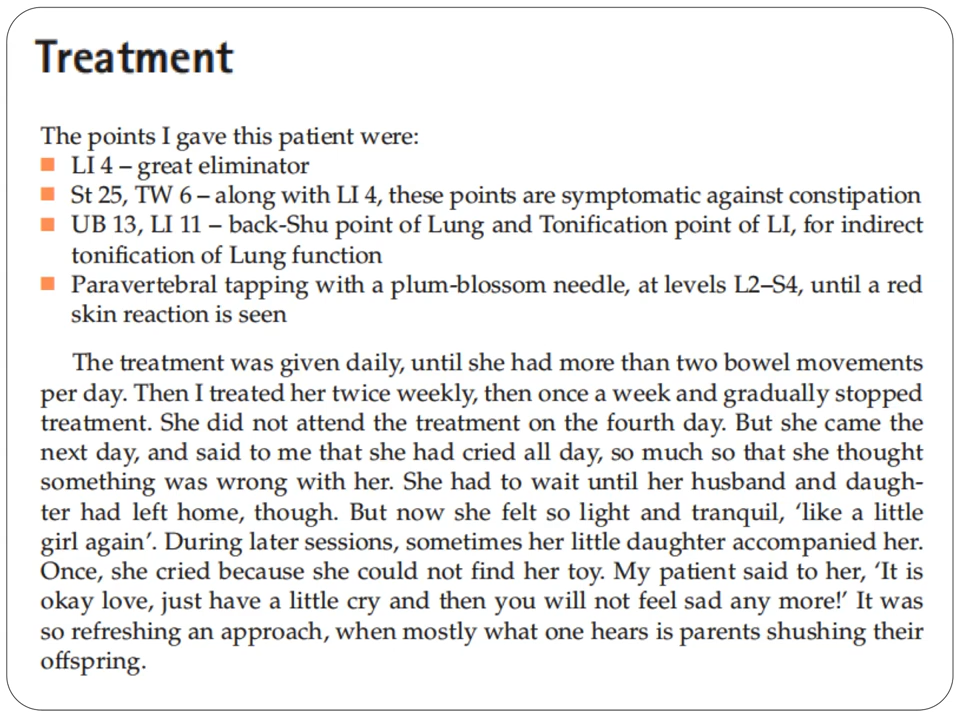 Treatment
The points I gave this patient were:
■ LI 4 – great eliminator
■ St 25, TW 6 – along with LI 4, these points are symptomatic against constipation
■ UB 13, LI 11 – back-Shu point of Lung and Tonification point of LI, for indirect
tonification of Lung function
■ Paravertebral tapping with a plum-blossom needle, at levels L2–S4, until a red
skin reaction is seen
The treatment was given daily, until she had more than two bowel movements
per day. Then I treated her twice weekly, then once a week and gradually stopped
treatment. She did not attend the treatment on the fourth day. But she came the
next day, and said to me that she had cried all day, so much so that she thought
something was wrong with her. She had to wait until her husband and daugh-
ter had left home, though. But now she felt so light and tranquil, ‘like a little
girl again’. During later sessions, sometimes her little daughter accompanied her.
Once, she cried because she could not find her toy. My patient said to her, ‘It is
okay love, just have a little cry and then you will not feel sad any more!’ It was
so refreshing an approach, when mostly what one hears is parents shushing their
offspring.